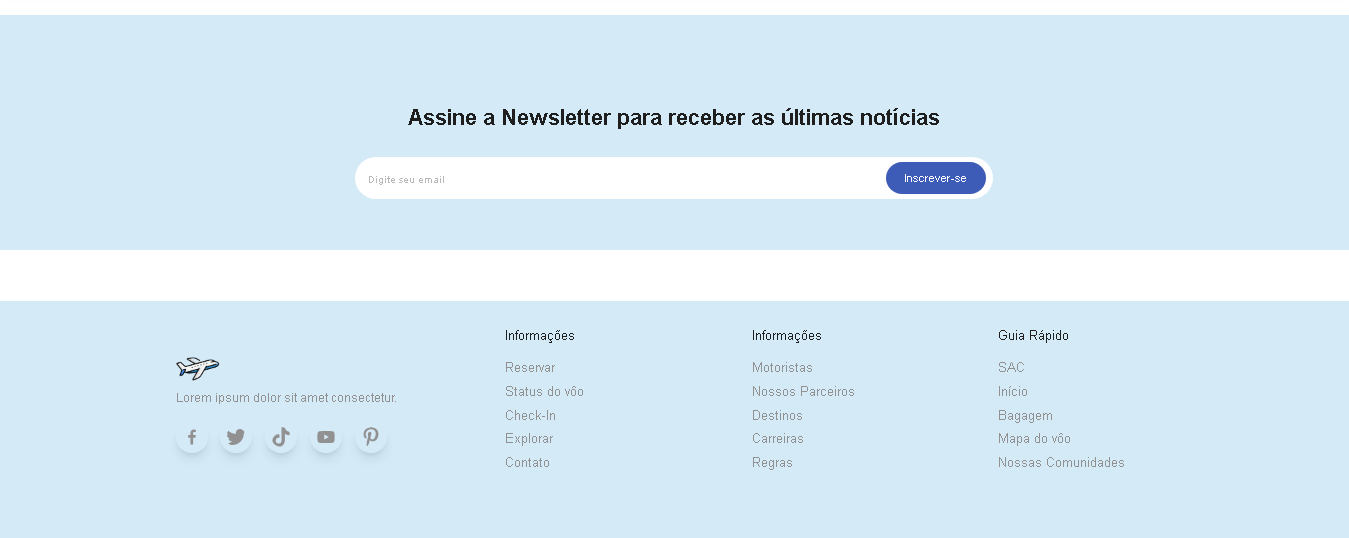 Assine a Newsletter para receber as últimas notícias
Digite seu email
Inscrever-se
Lorem ipsum dolor sit amet consectetur.
Informações
Reservar
Status do vôo
Check-In
Explorar
Contato
Informações
Motoristas
Nossos Parceiros
Destinos
Carreiras
Regras
Guia Rápido
SAC
Início
Bagagem
Mapa do vôo
Nossas Comunidades